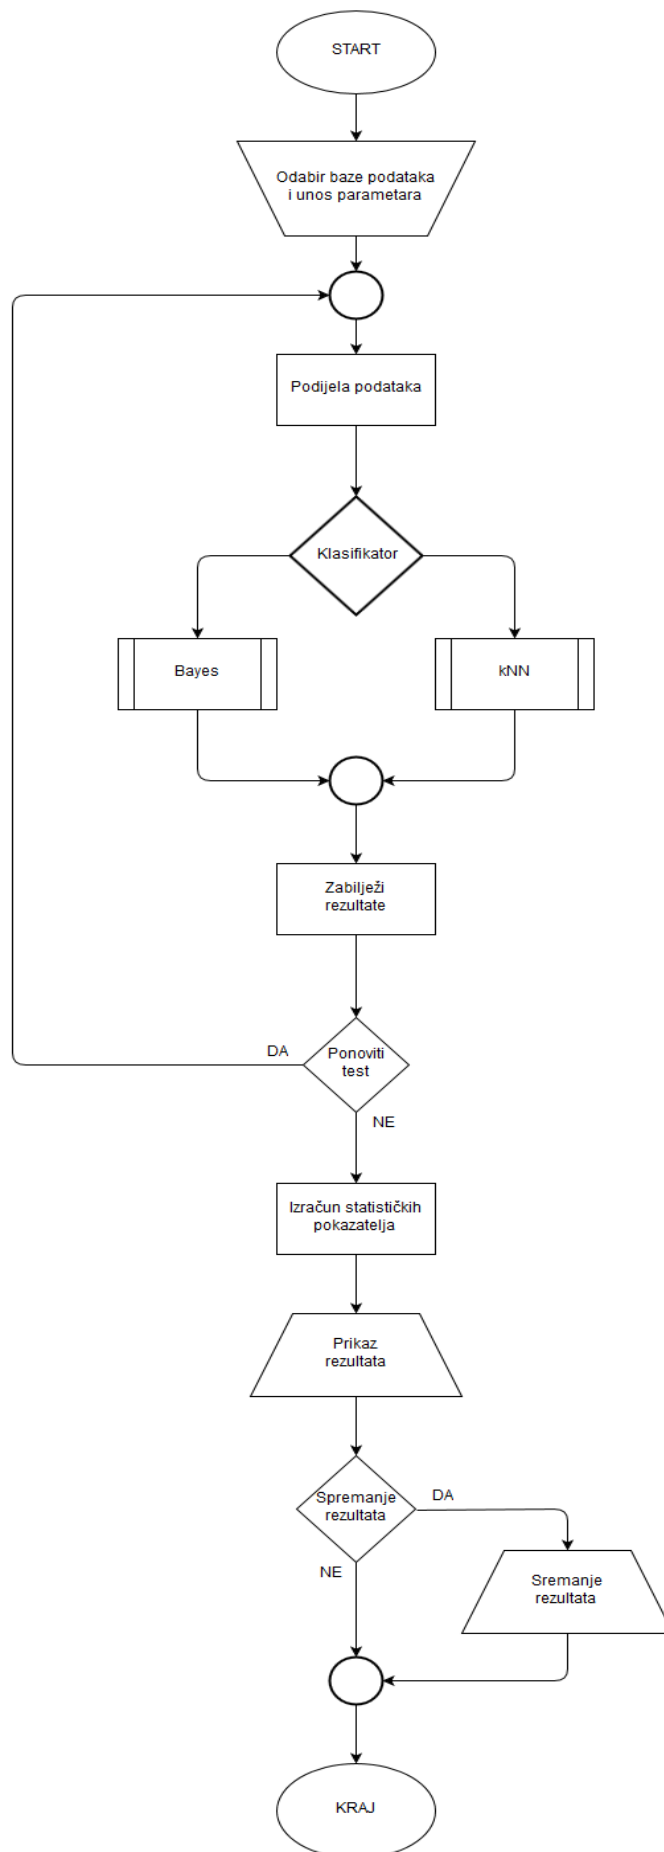 START
Odabir baze podataka
i unos parametara
Podijela podataka
Klasifikator
Bayes
kNN
Zabilježi
rezultate
DA
Ponoviti
test
NE
Izračun statističkih
pokazatelja
Prikaz
rezultata
Spremanje
rezultata
DA
NE
Sremanje
rezultata
KRAJ